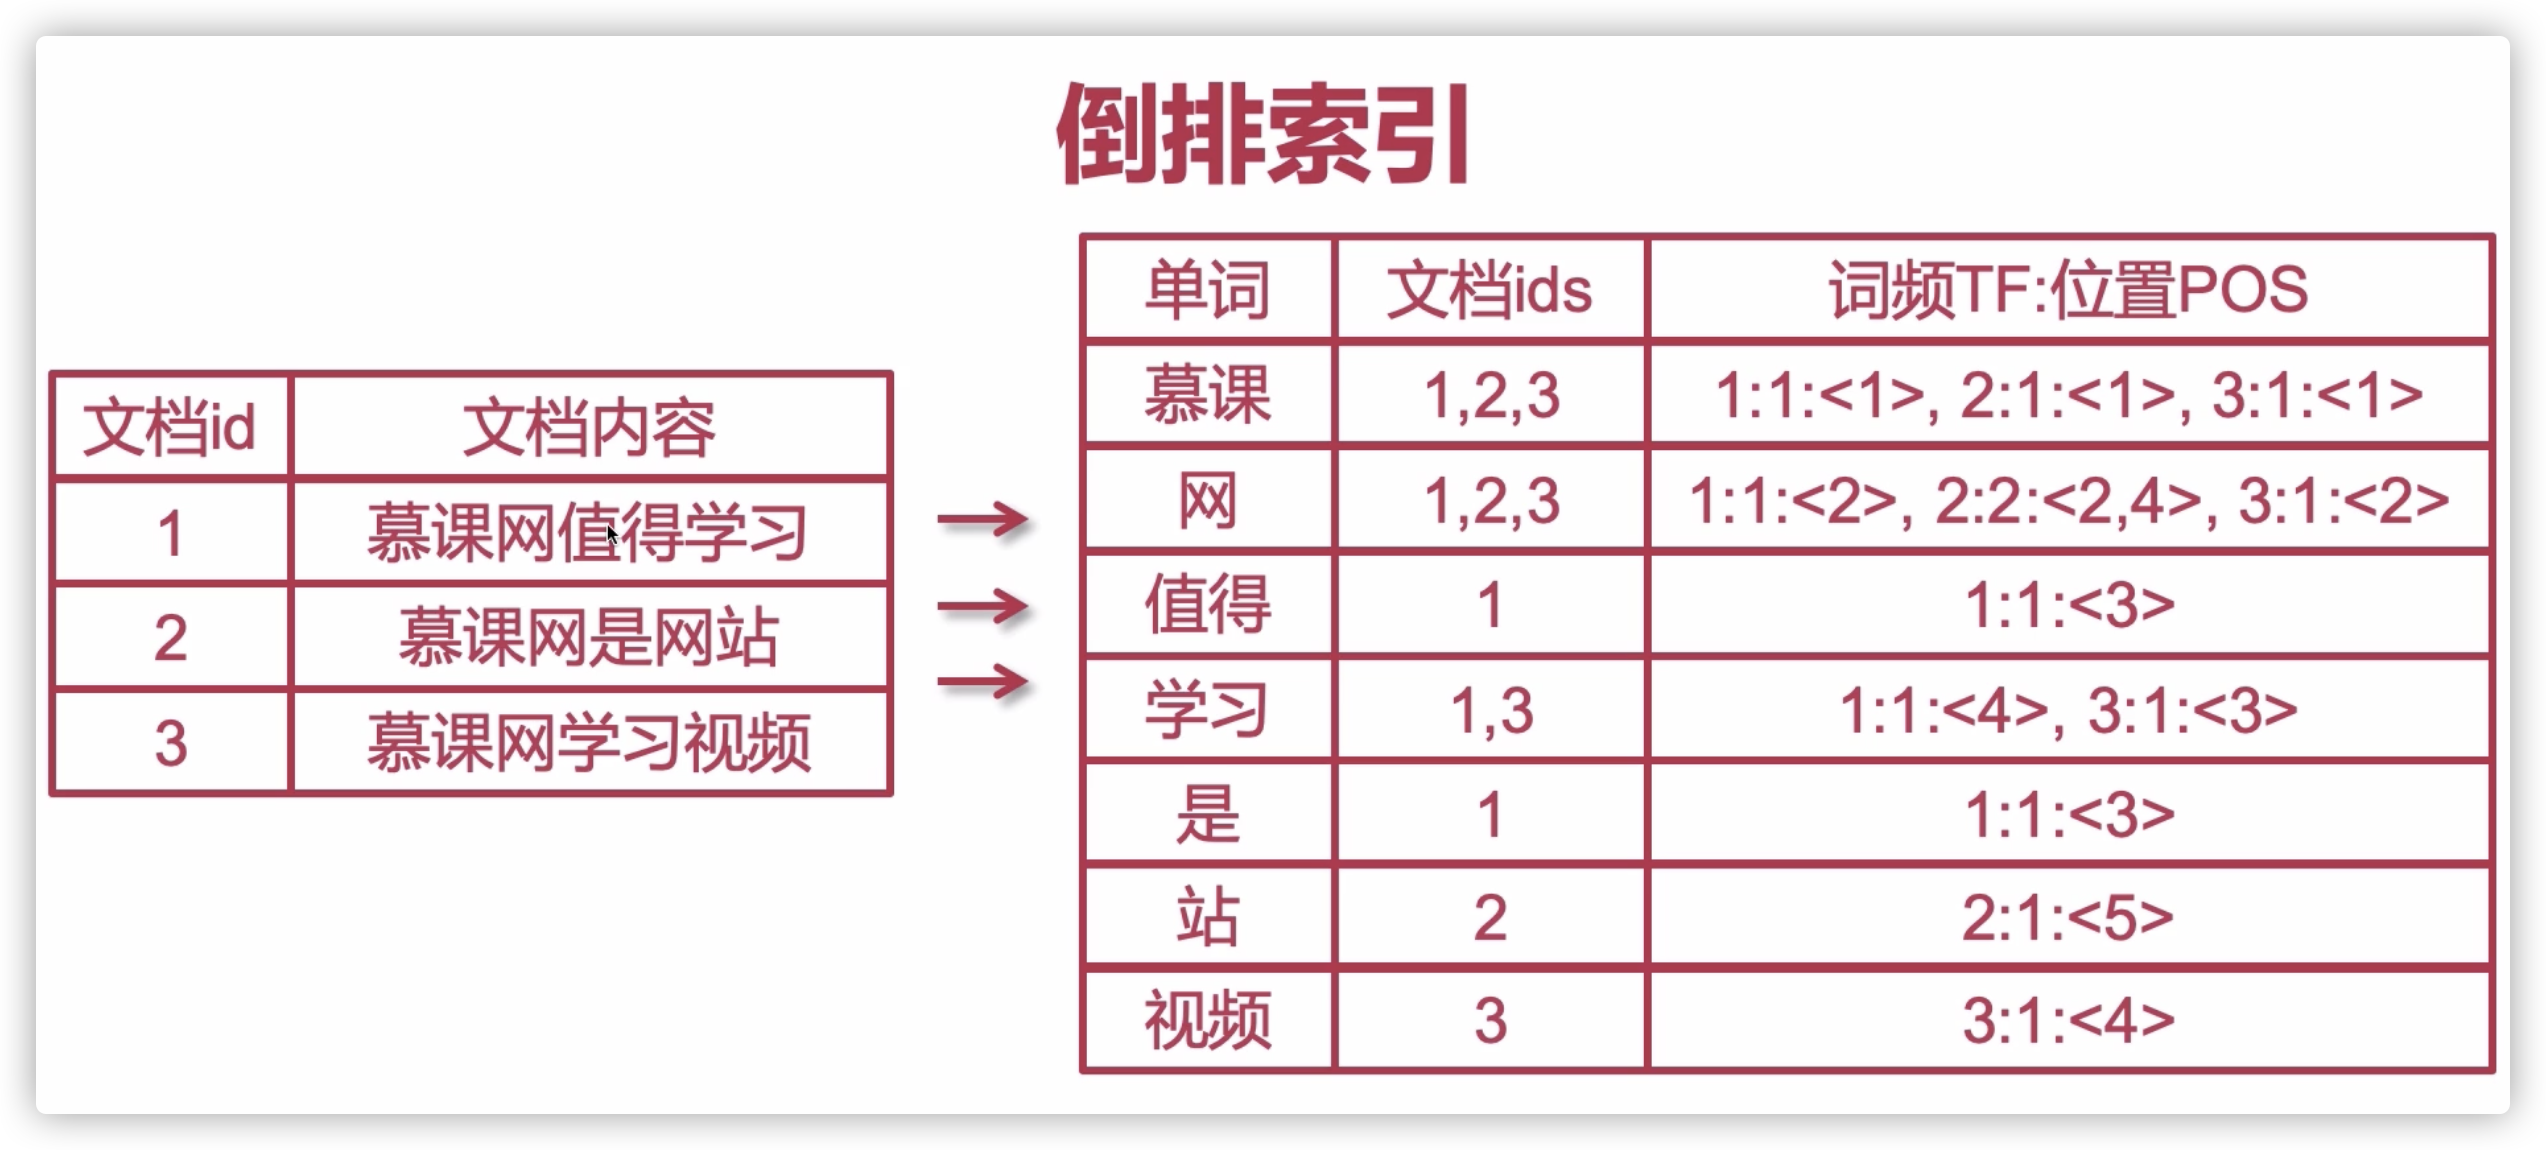 倒排索引
文档id 文档内容
1 慕课网值得学习
2 慕课网是网站
3 慕课网学习视频
单词 文档ids 词频TF:位置POS
慕课 1,2,3 1:1:<1>, 2:1:<1>, 3:1:<1>
网 1,2,3 1:1:<2>, 2:2:<2,4>, 3:1:<2>
值得 1 1:1:<3>
学习 1,3 1:1:<4>, 3:1:<3>
是 1 1:1:<3>
站 2 2:1:<5>
视频 3 3:1:<4>